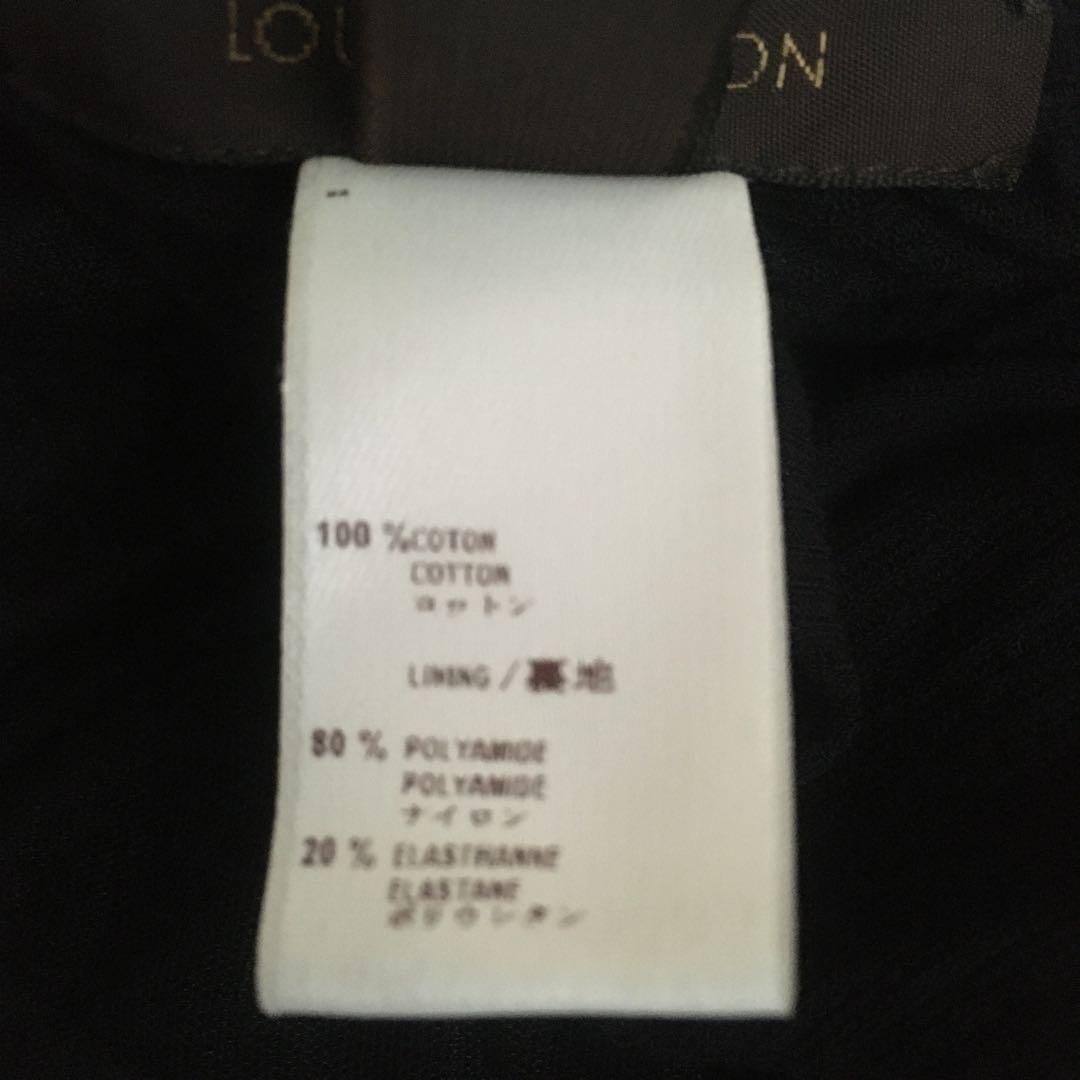 LOU ON
100 % COTON
COTTON
コットン
LINING / 裏地
80 % POLYAMIDE
POLYAMIDE
ナイロン
20 % ELASTHANNE
ELASTANE
ポリウレタン